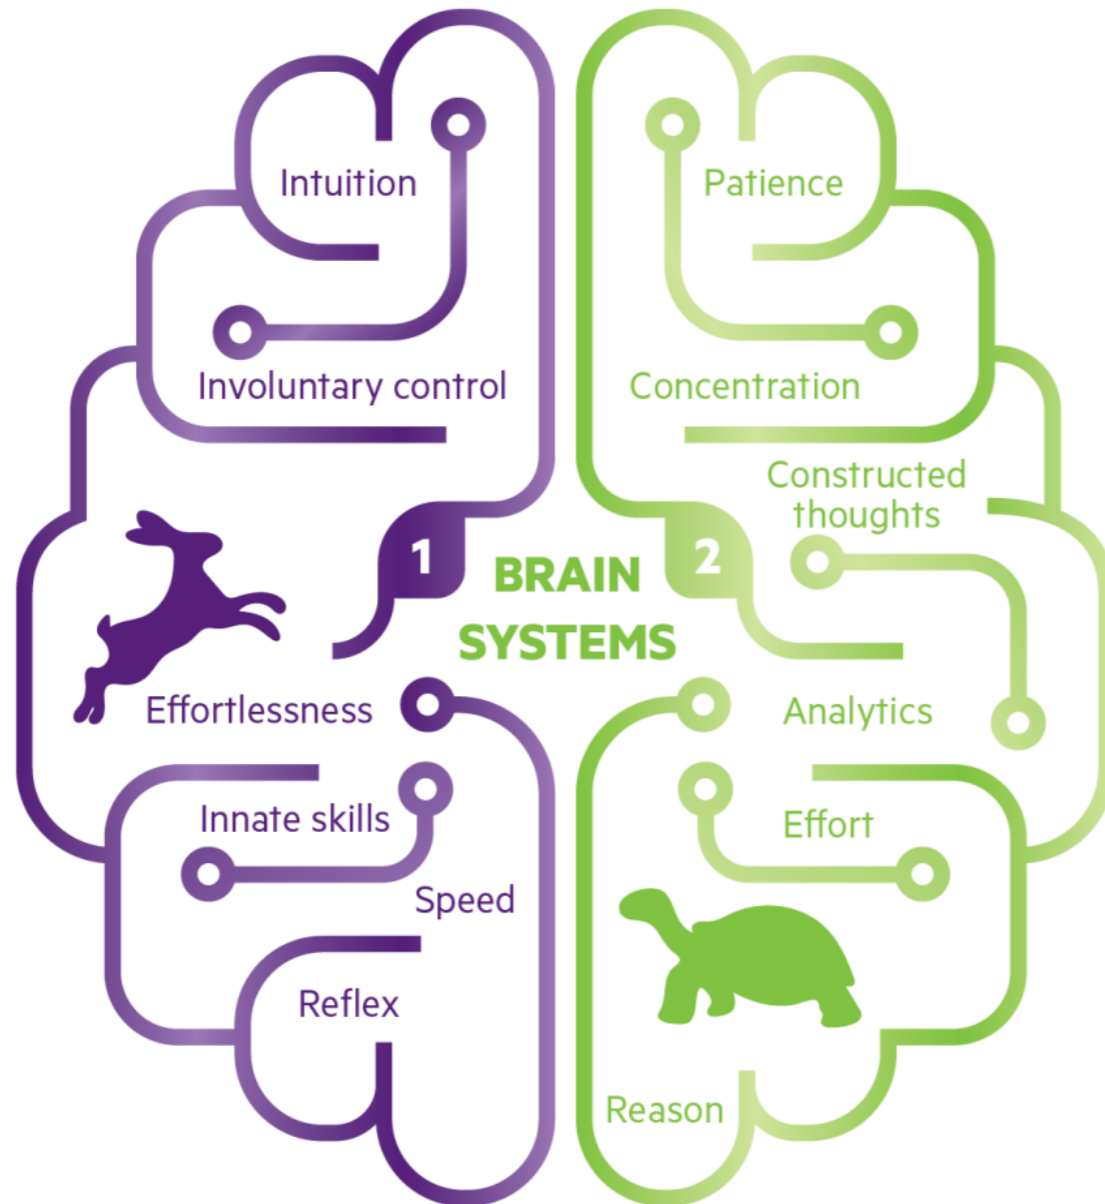 Intuition
Involuntary control
1
Effortlessness
Innate skills
Speed
Reflex
BRAIN
SYSTEMS
Patience
Concentration
Constructed
thoughts
2
Analytics
Effort
Reason